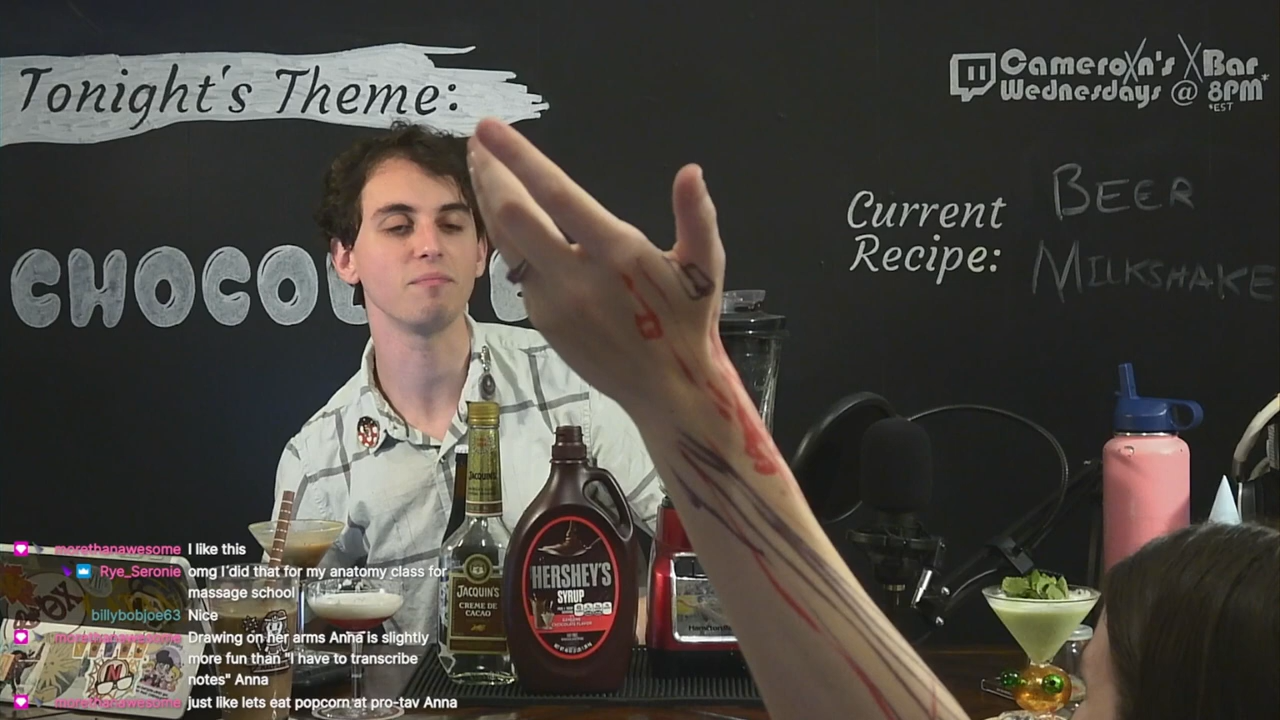 Tonight's Theme:
CHOCOL
Cameron's Bar
Wednesdays @ 8PM*
*EST
Current
Recipe:
BEER
MILKSHAKE
JACQUIN'S
CREME DE
CACAO
HERSHEY'S
SYRUP
morethanawesome I like this
Rye_Seronie omg I'did that for my anatomy class for
massage school
billybobjoe63 Nice
morethanawesome Drawing on her arms Anna is slightly
more fun than "I have to transcribe
notes" Anna
morethanawesome just like lets eat popcorn at pro-tav Anna